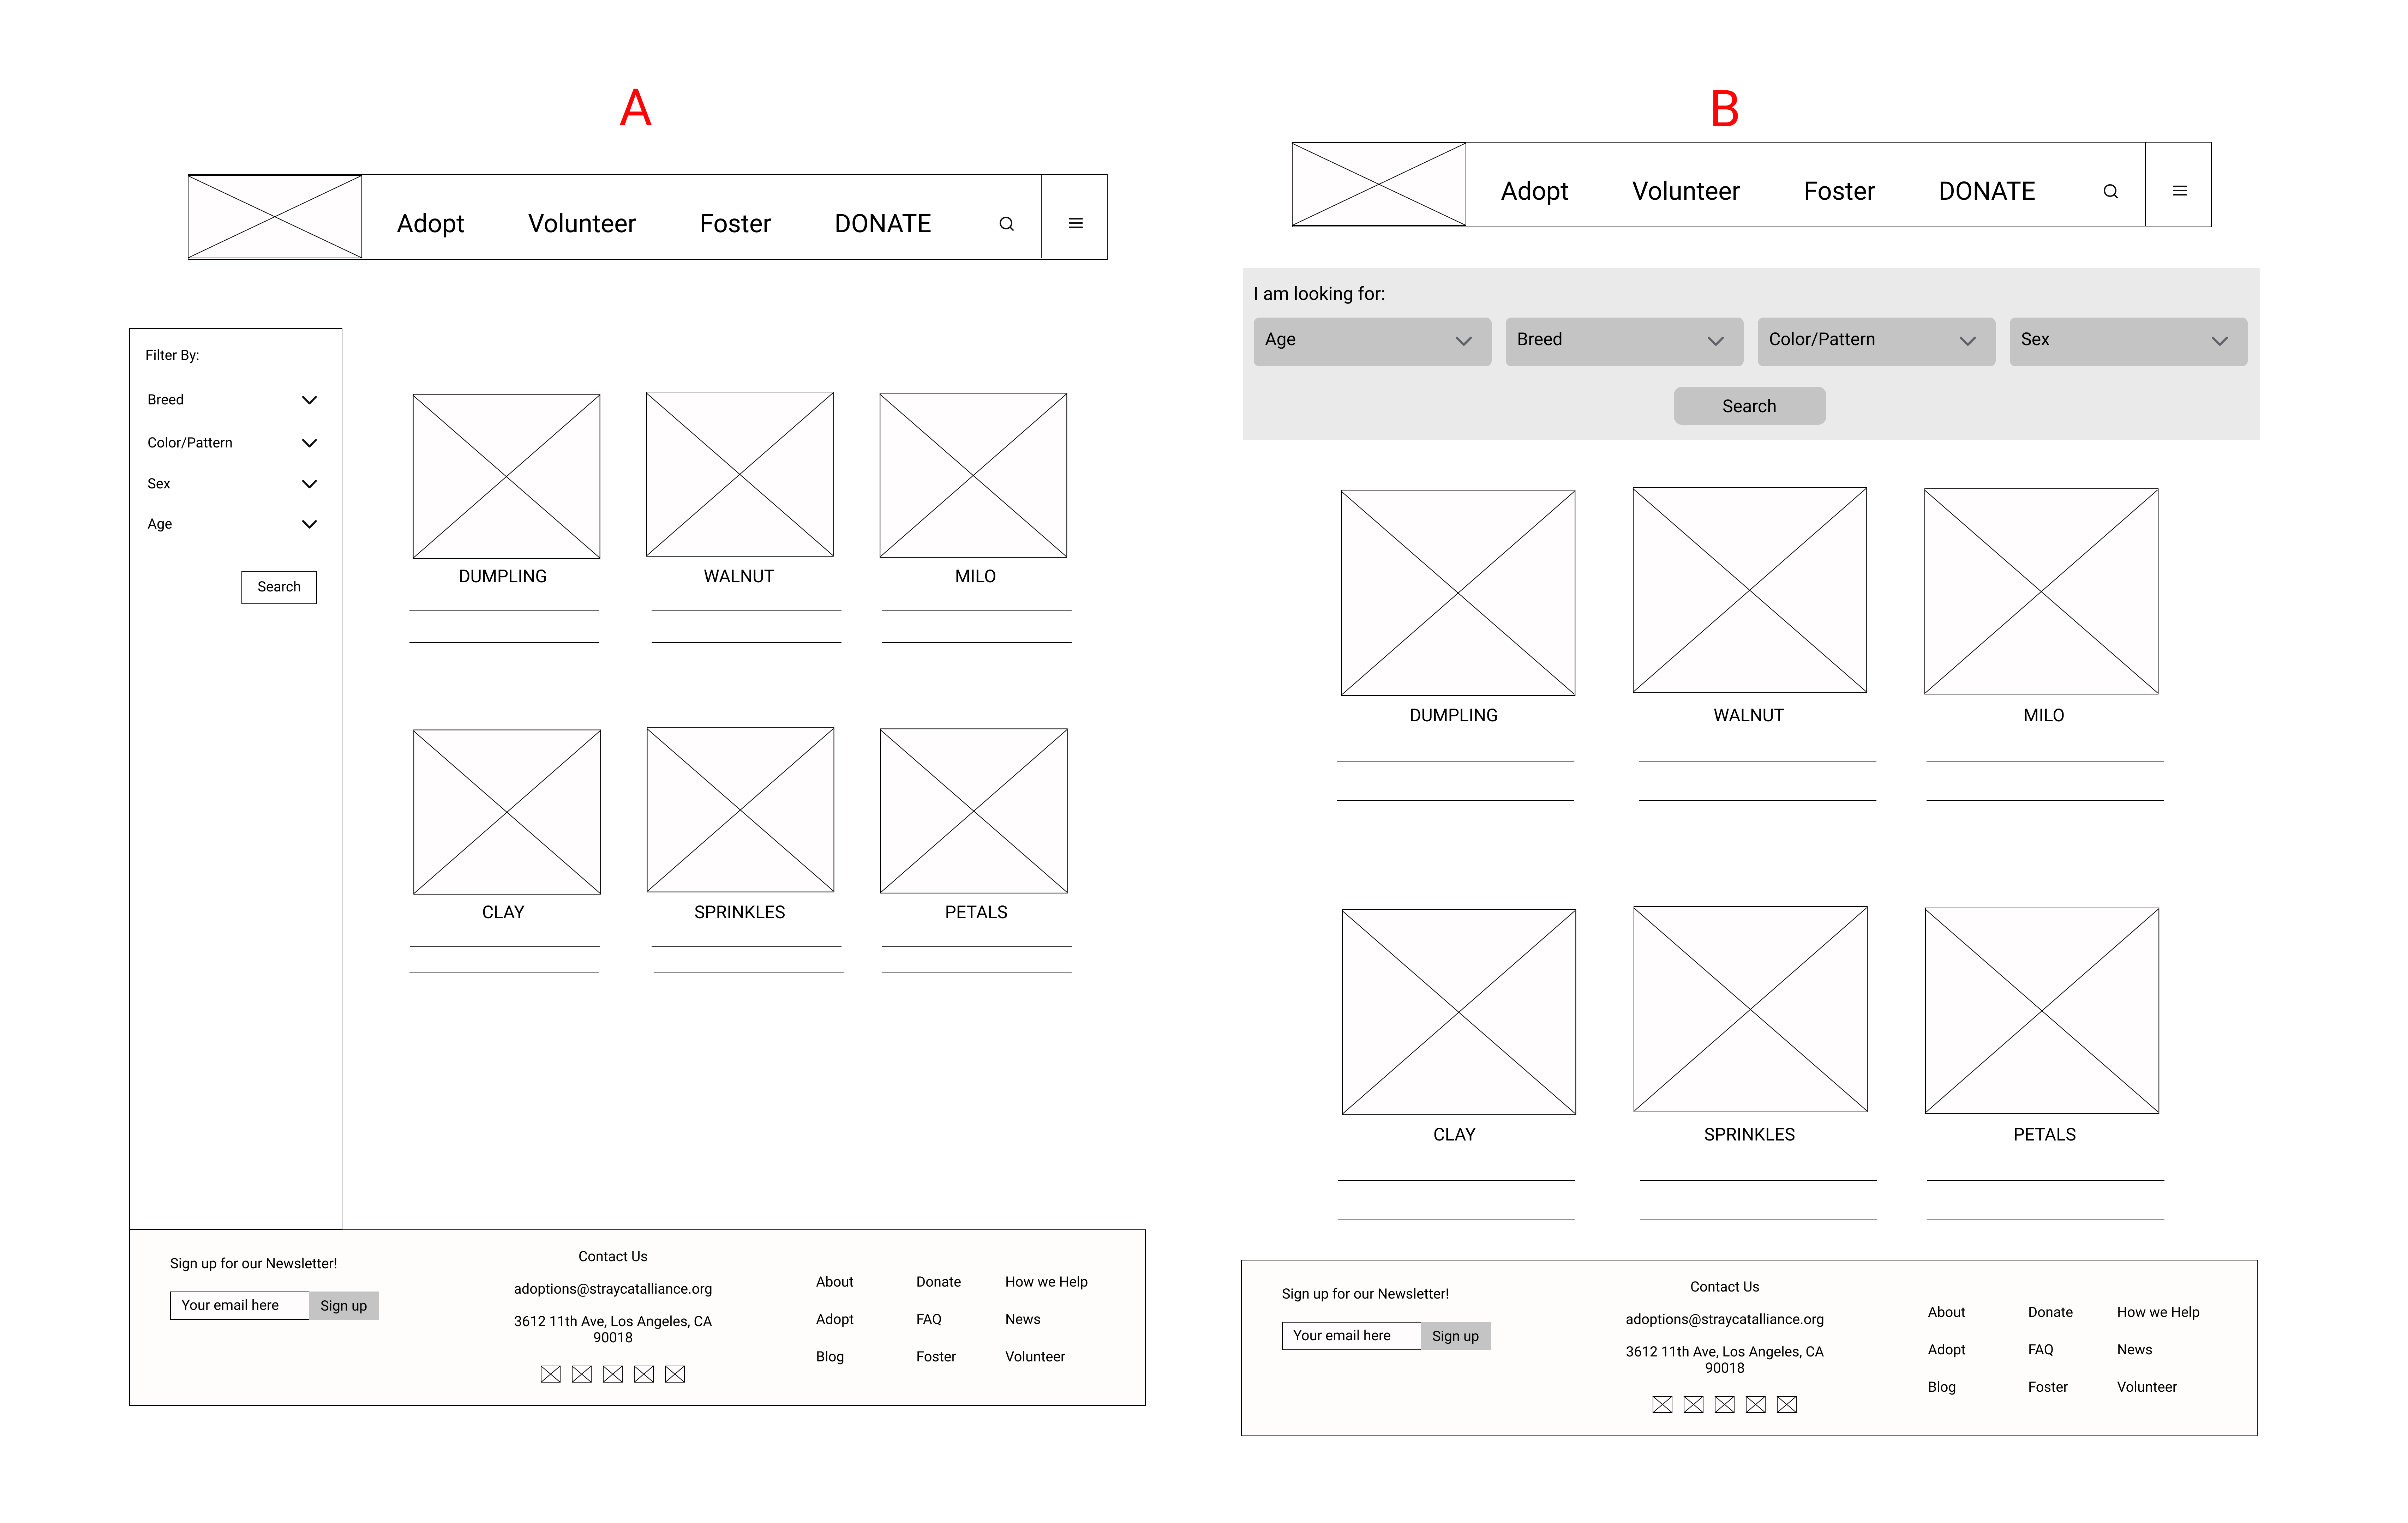 A
Adopt Volunteer Foster DONATE
Filter By:
Breed
Color/Pattern
Sex
Age
Search
DUMPLING WALNUT MILO
CLAY SPRINKLES PETALS
Sign up for our Newsletter!
Your email here Sign up
Contact Us
adoptions@straycatalliance.org
3612 11th Ave, Los Angeles, CA
90018
About Donate How we Help
Adopt FAQ News
Blog Foster Volunteer
B
Adopt Volunteer Foster DONATE
I am looking for:
Age Breed Color/Pattern Sex
Search
DUMPLING WALNUT MILO
CLAY SPRINKLES PETALS
Sign up for our Newsletter!
Your email here Sign up
Contact Us
adoptions@straycatalliance.org
3612 11th Ave, Los Angeles, CA
90018
About Donate How we Help
Adopt FAQ News
Blog Foster Volunteer